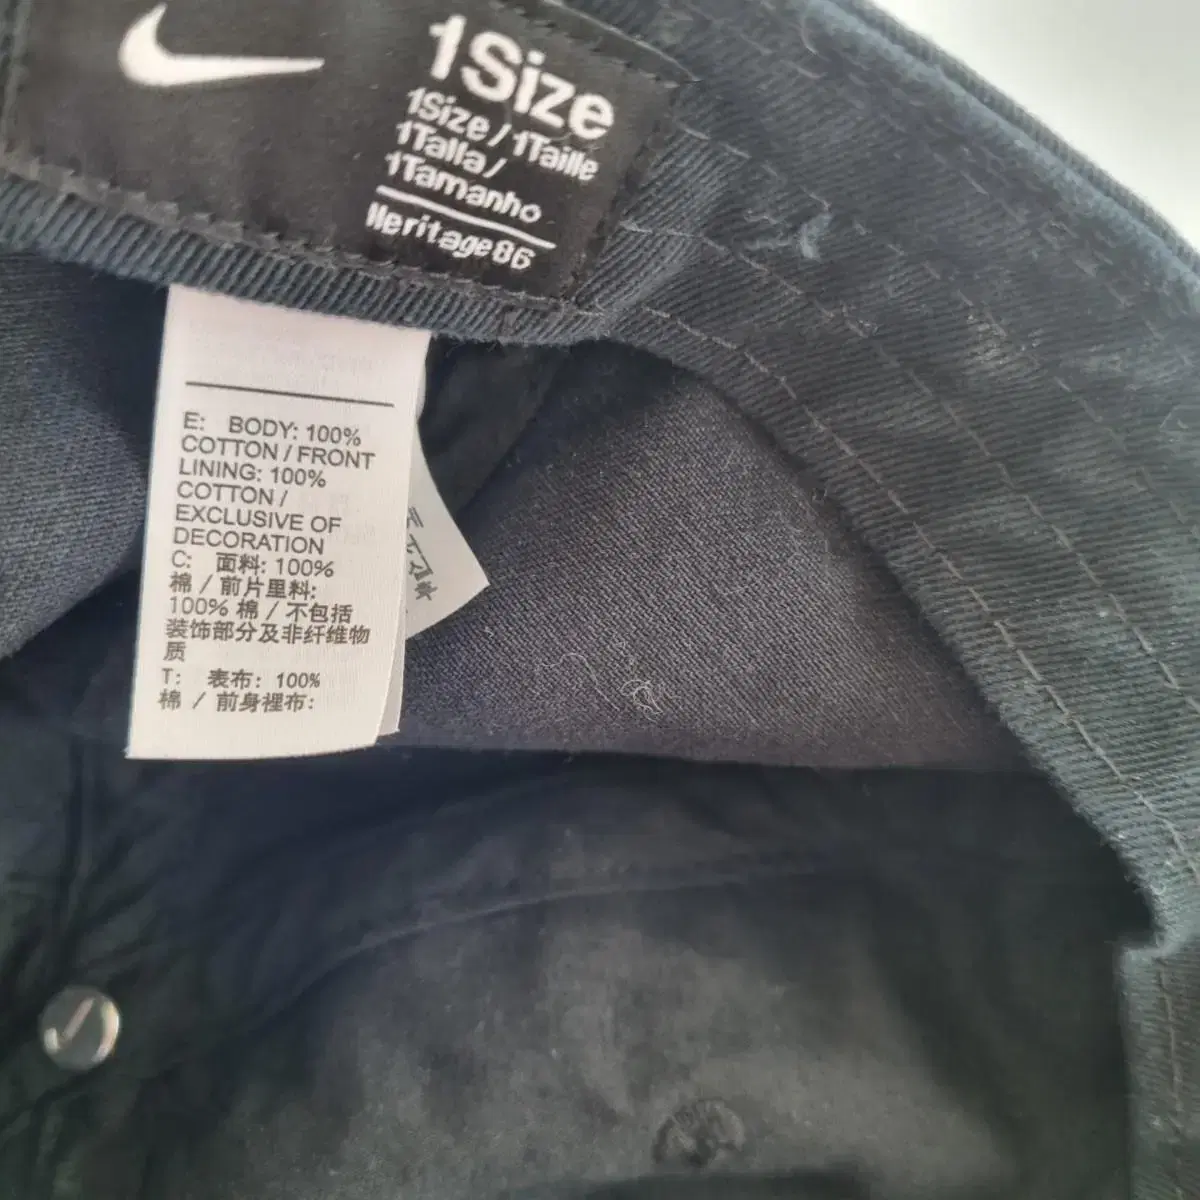 1Size
1Size/1Taille
1Talla/
1Tamanho
Heritage86
E: BODY: 100%
COTTON / FRONT
LINING: 100%
COTTON /
EXCLUSIVE OF
DECORATION
C: 面料: 100%
棉 / 前片里料:
100% 棉 / 不包括
装饰部分及非纤维物
质
T: 表布: 100%
棉 / 前身裡布: